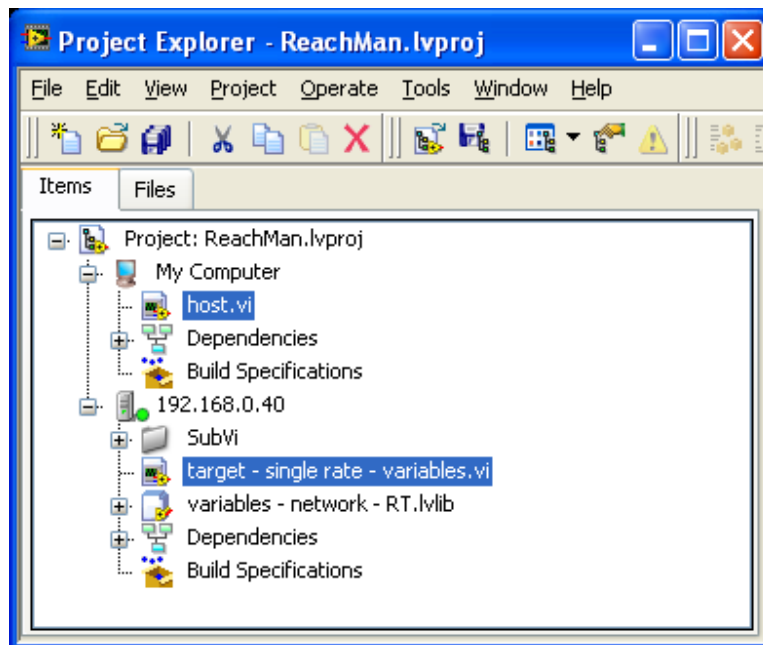 Project Explorer - ReachMan.lvproj
File Edit View Project Operate Tools Window Help
Items Files
Project: ReachMan.lvproj
My Computer
host.vi
Dependencies
Build Specifications
192.168.0.40
SubVi
target - single rate - variables.vi
variables - network - RT.lvlib
Dependencies
Build Specifications